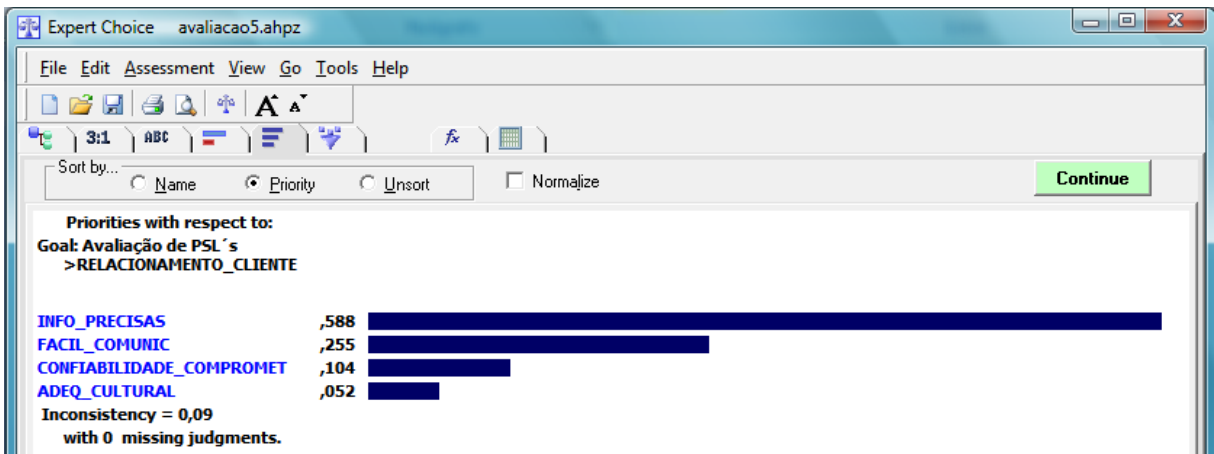 Expert Choice avaliacao5.ahpz
File Edit Assessment View Go Tools Help
A A
3:1 ABC fx
Sort by... Name Priority Unsort Normalize Continue
Priorities with respect to:
Goal: Avaliação de PSL´s
>RELACIONAMENTO_CLIENTE
INFO_PRECISAS ,588
FACIL_COMUNIC ,255
CONFIABILIDADE_COMPROMET ,104
ADEQ_CULTURAL ,052
Inconsistency = 0,09
with 0 missing judgments.